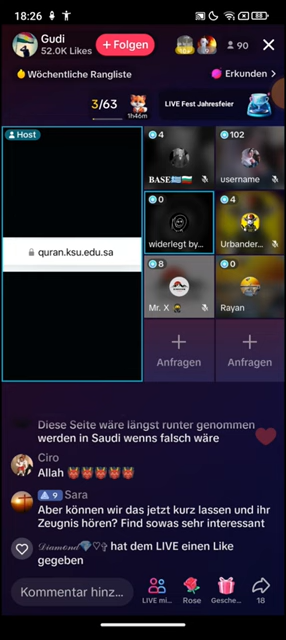 18:26
88
Gudi
52.0K Likes
+ Folgen
90
Wöchentliche Rangliste
Erkunden >
3/63
1h46m
LIVE Fest Jahresfeier
Host
quran.ksu.edu.sa
4
BASE
102
username
0
widerlegt by...
4
Urbander...
8
Mr. X
0
Rayan
Anfragen
Anfragen
Diese Seite wäre längst runter genommen
werden in Saudi wenns falsch wäre
Ciro
Allah 👹👹👹👹👹
9 Sara
Aber können wir das jetzt kurz lassen und ihr
Zeugnis hören? Find sowas sehr interessant
𝒟𝒾𝒶𝓂𝑜𝓃𝒹💎♡✞ hat dem LIVE einen Like
gegeben
Kommentar hinz...
LIVE mi...
Rose
Gesche...
18